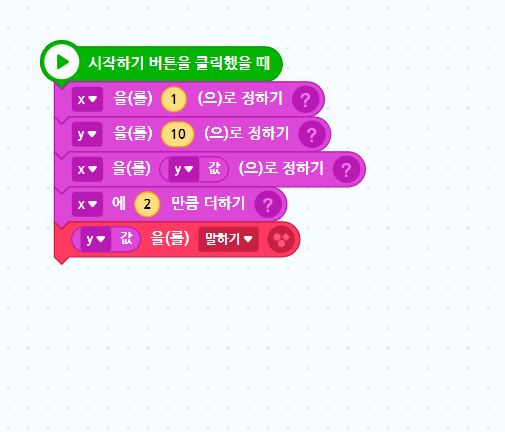 시작하기 버튼을 클릭했을 때
x 을(를) 1 (으)로 정하기 ?
y 을(를) 10 (으)로 정하기 ?
x 을(를) y 값 (으)로 정하기 ?
x 에 2 만큼 더하기 ?
y 값 을(를) 말하기